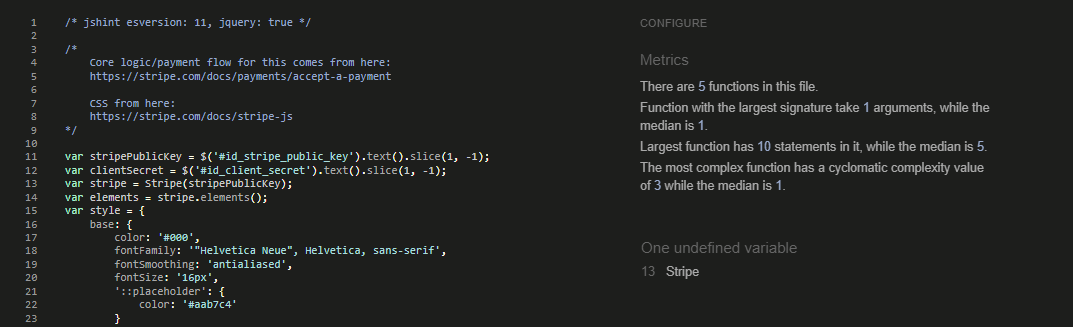 1 /* jshint esversion: 11, jquery: true */
2
3 /*
4 Core logic/payment flow for this comes from here:
5 https://stripe.com/docs/payments/accept-a-payment
6
7 CSS from here:
8 https://stripe.com/docs/stripe-js
9 */
10
11 var stripePublicKey = $('#id_stripe_public_key').text().slice(1, -1);
12 var clientSecret = $('#id_client_secret').text().slice(1, -1);
13 var stripe = Stripe(stripePublicKey);
14 var elements = stripe.elements();
15 var style = {
16 base: {
17 color: '#000',
18 fontFamily: '"Helvetica Neue", Helvetica, sans-serif',
19 fontSmoothing: 'antialiased',
20 fontSize: '16px',
21 '::placeholder': {
22 color: '#aab7c4'
23 }
CONFIGURE
Metrics
There are 5 functions in this file.
Function with the largest signature take 1 arguments, while the
median is 1.
Largest function has 10 statements in it, while the median is 5.
The most complex function has a cyclomatic complexity value
of 3 while the median is 1.
One undefined variable
13 Stripe